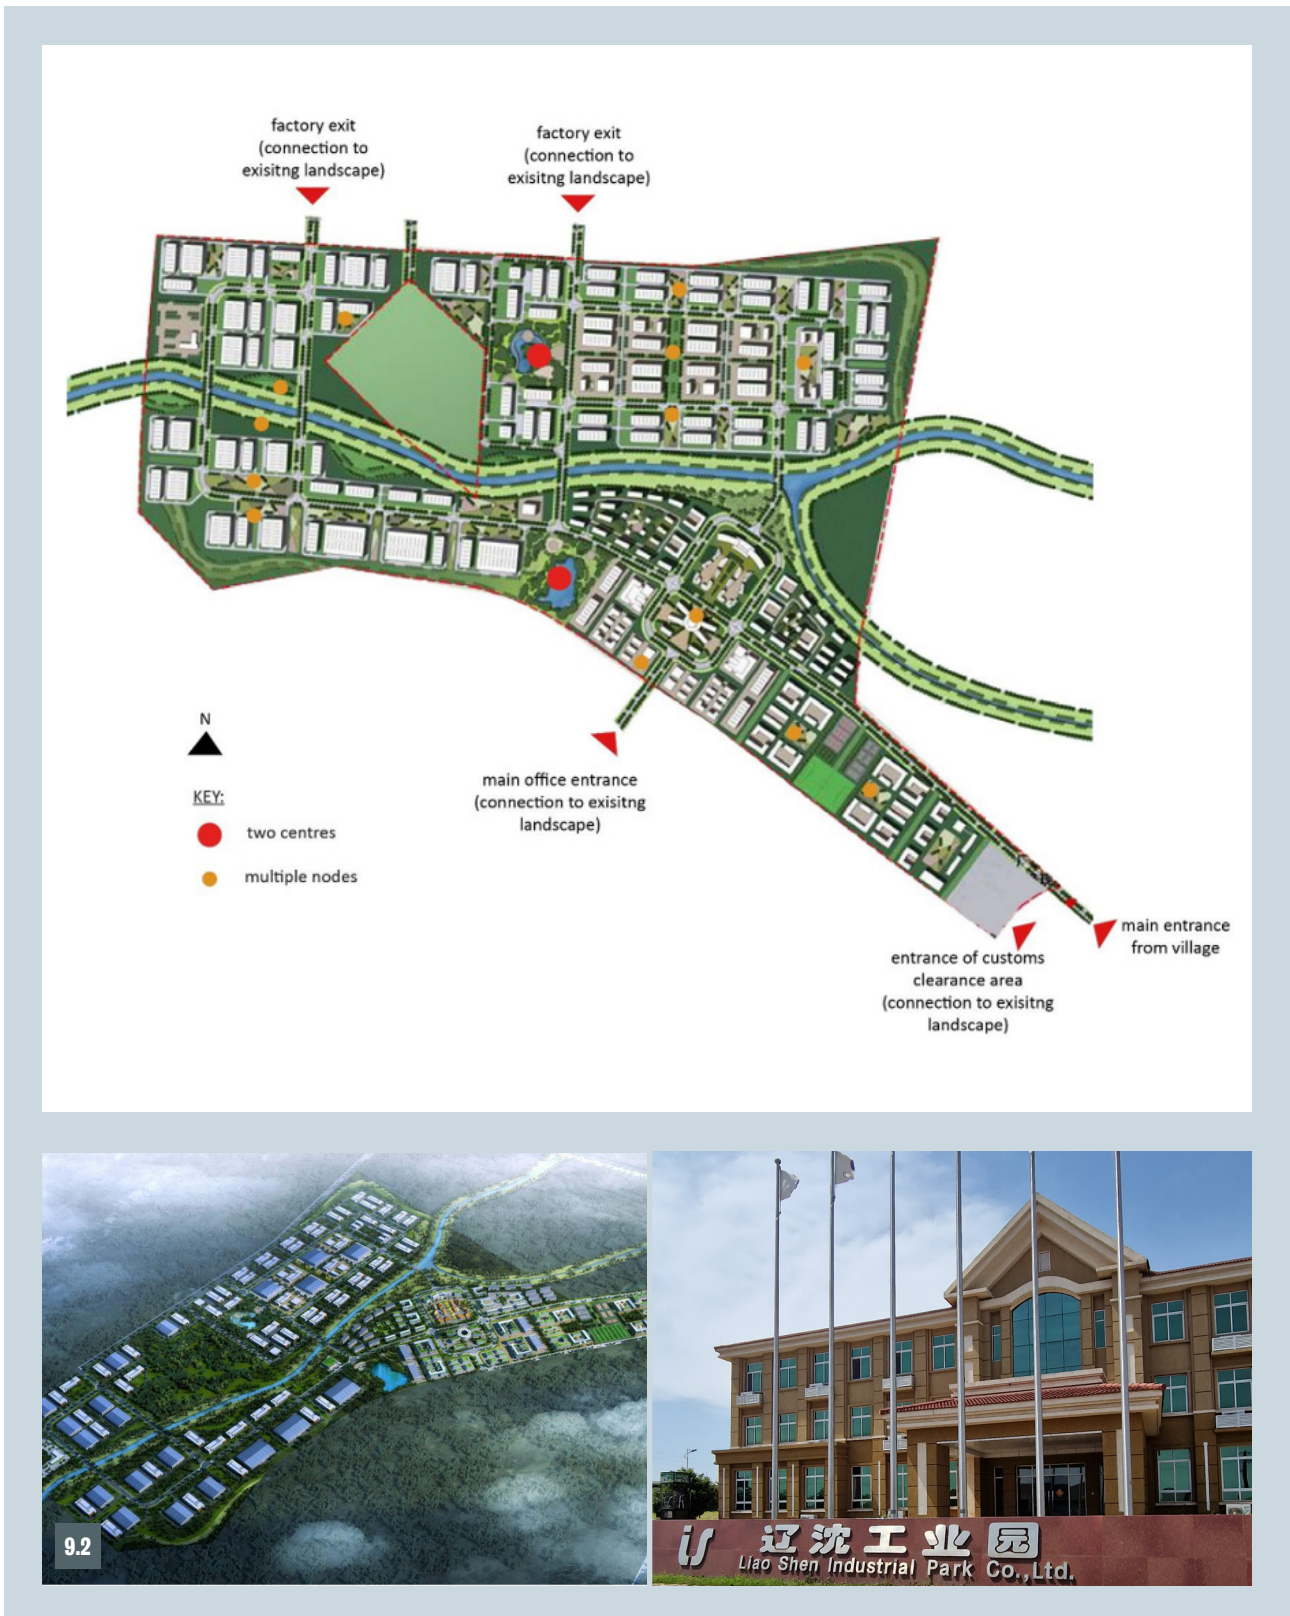 factory exit
(connection to
exisitng landscape)
factory exit
(connection to
exisitng landscape)
N
KEY:
two centres
multiple nodes
main office entrance
(connection to exisitng
landscape)
main entrance
from village
entrance of customs
clearance area
(connection to exisitng
landscape)
9.2
is 辽沈工业园
Liao Shen Industrial Park Co.,Ltd.